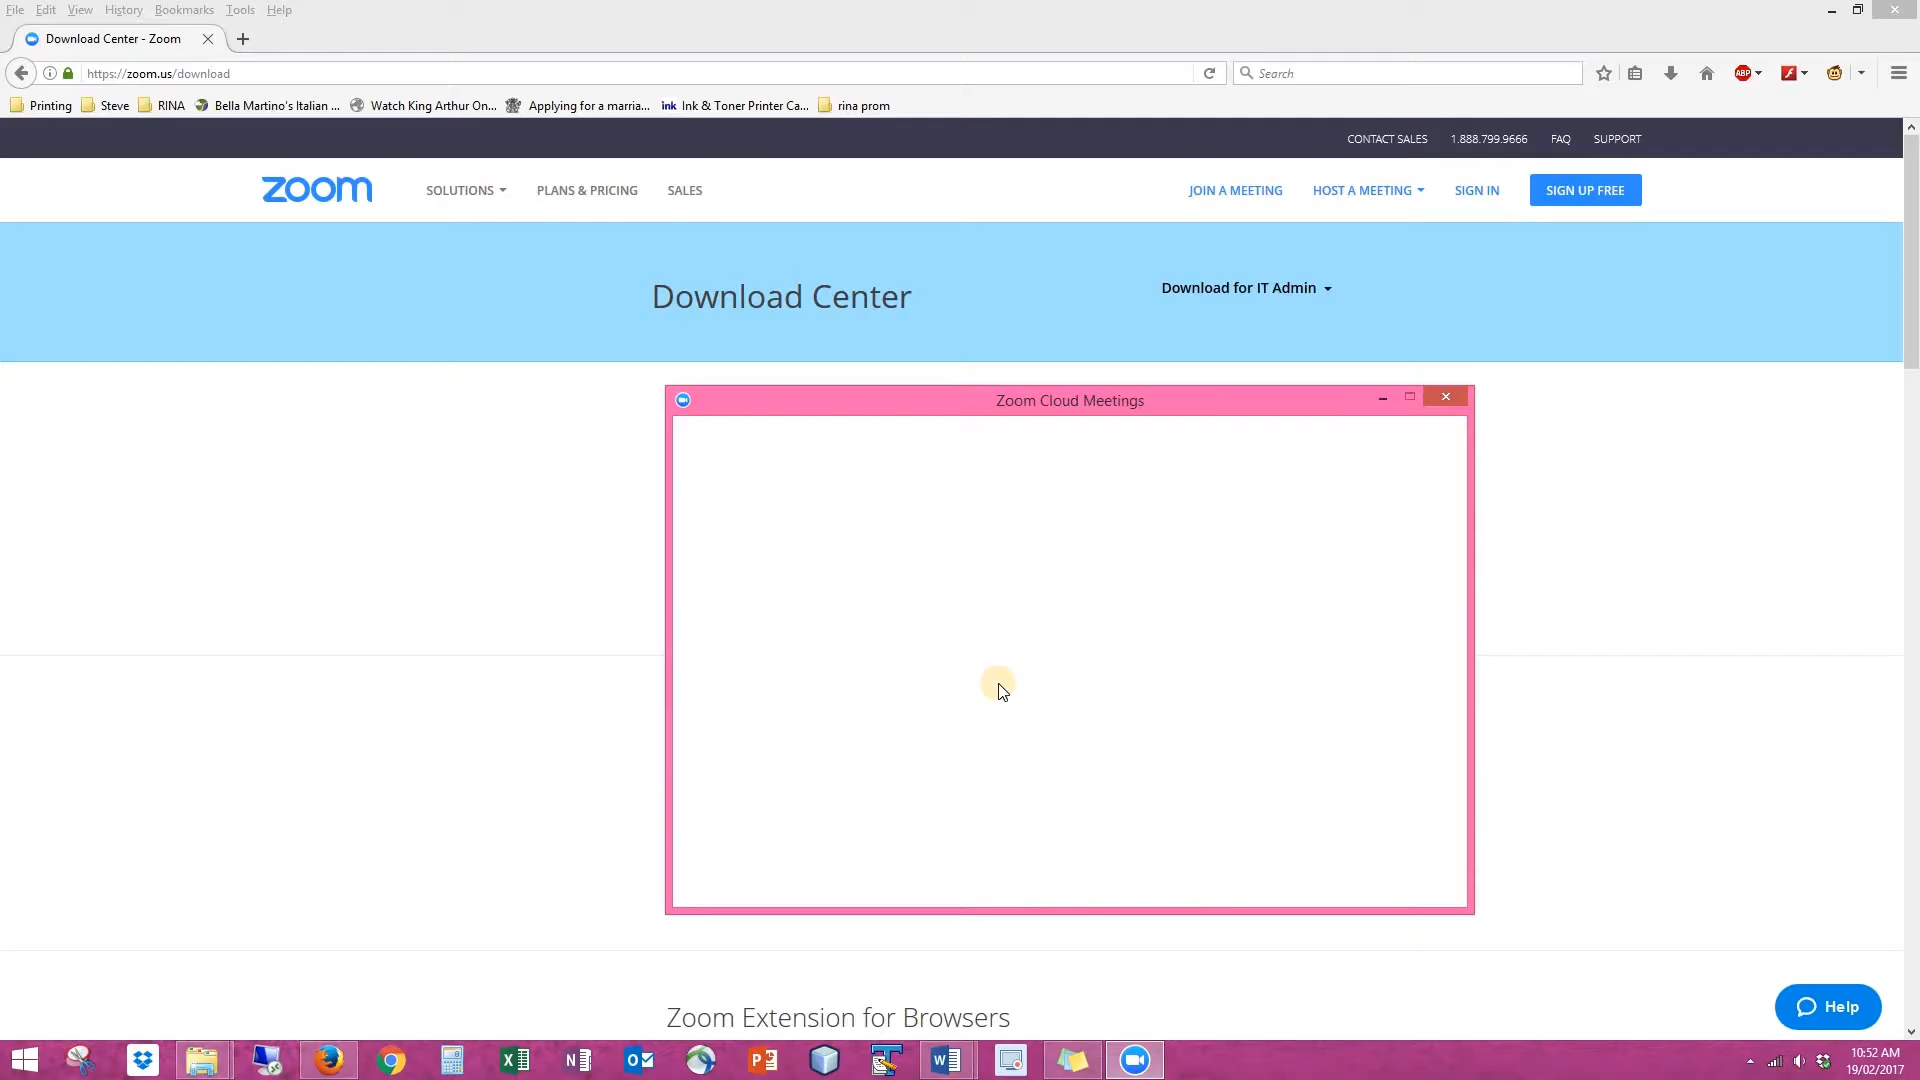 File Edit View History Bookmarks Tools Help
Download Center - Zoom
https://zoom.us/download
Search
Printing Steve RINA Bella Martino's Italian ... Watch King Arthur On... Applying for a marria... ink Ink & Toner Printer Ca... rina prom
CONTACT SALES 1.888.799.9666 FAQ SUPPORT
zoom SOLUTIONS PLANS & PRICING SALES JOIN A MEETING HOST A MEETING SIGN IN SIGN UP FREE
Download Center
Download for IT Admin
Zoom Cloud Meetings
Zoom Extension for Browsers
Help
10:52 AM
19/02/2017